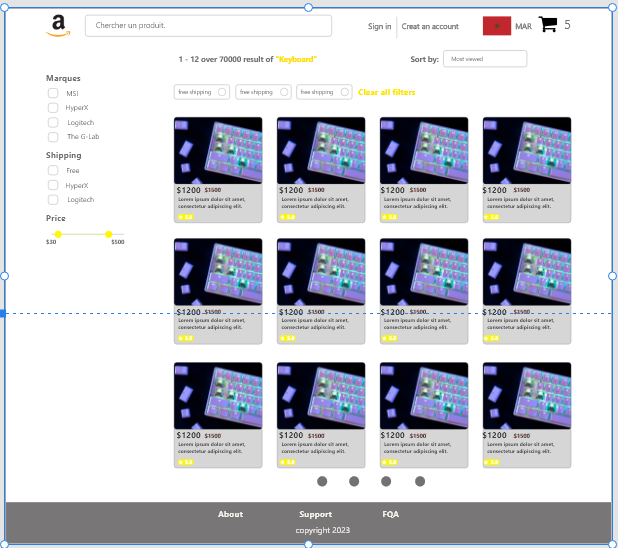 a
Chercher un produit.
Sign in
Creat an account
MAR
5
1 - 12 over 70000 result of "Keyboard"
Sort by:
Most viewed
free shipping
free shipping
free shipping
Clear all filters
Marques
MSI
HyperX
Logitech
The G-Lab
Shipping
Free
HyperX
Logitech
Price
$30
$500
$1200 $1500
Lorem ipsum dolor sit amet,
consectetur adipiscing elit.
$1200 $1500
Lorem ipsum dolor sit amet,
consectetur adipiscing elit.
$1200 $1500
Lorem ipsum dolor sit amet,
consectetur adipiscing elit.
$1200 $1500
Lorem ipsum dolor sit amet,
consectetur adipiscing elit.
$1200 $1500
Lorem ipsum dolor sit amet,
consectetur adipiscing elit.
$1200 $1500
Lorem ipsum dolor sit amet,
consectetur adipiscing elit.
$1200 $1500
Lorem ipsum dolor sit amet,
consectetur adipiscing elit.
$1200 $1500
Lorem ipsum dolor sit amet,
consectetur adipiscing elit.
$1200 $1500
Lorem ipsum dolor sit amet,
consectetur adipiscing elit.
$1200 $1500
Lorem ipsum dolor sit amet,
consectetur adipiscing elit.
$1200 $1500
Lorem ipsum dolor sit amet,
consectetur adipiscing elit.
$1200 $1500
Lorem ipsum dolor sit amet,
consectetur adipiscing elit.
About
Support
FQA
copyright 2023